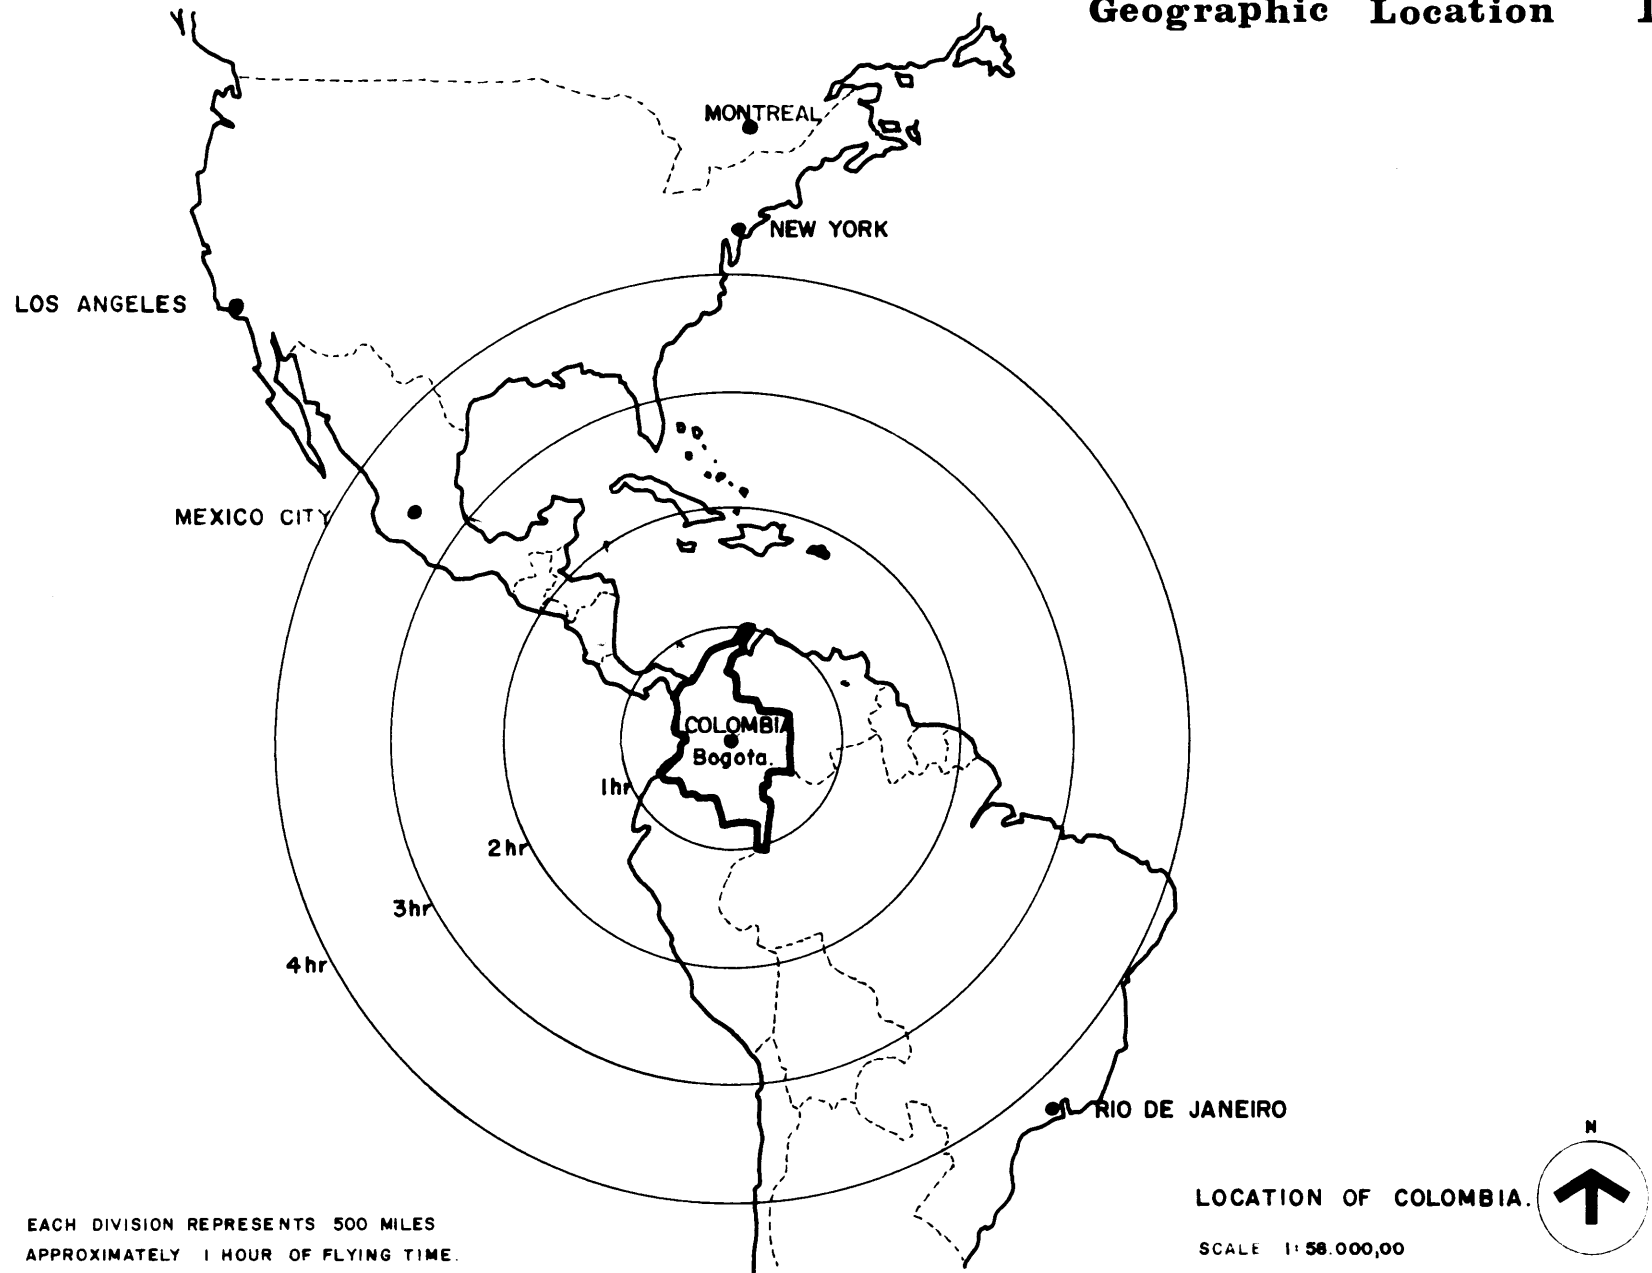 Geographic Location
MONTREAL
NEW YORK
LOS ANGELES
MEXICO CITY
COLOMBIA
Bogota.
1hr
2hr
3hr
4hr
RIO DE JANEIRO
N
LOCATION OF COLOMBIA.
SCALE 1:58.000,00
EACH DIVISION REPRESENTS 500 MILES
APPROXIMATELY 1 HOUR OF FLYING TIME.